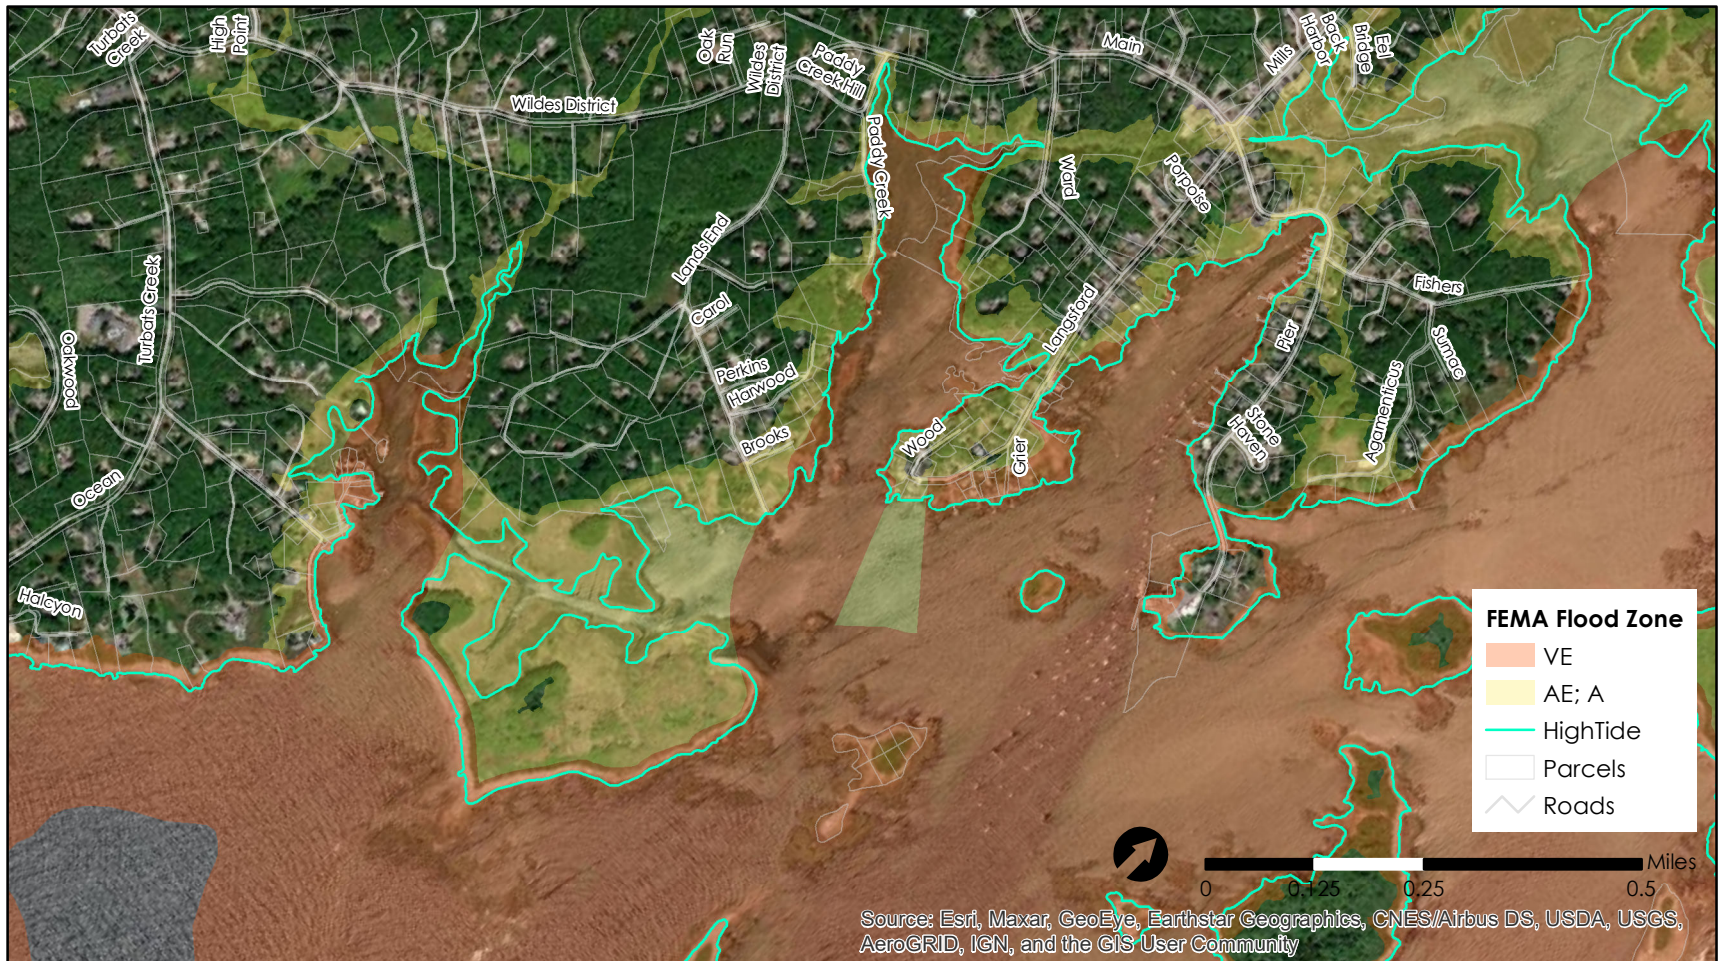 Turbats
Creek
High
Point
Oak
Run
Wildes
District
Paddy
Creek Hill
Main
Mills
Back
Harbor
Eel
Bridge
Wildes District
Paddy Creek
Ward
Porpoise
Lands End
Turbats Creek
Oakwood
Carol
Perkins
Harwood
Brooks
Langsford
Wood
Grier
Fishers
Pier
Sumac
Agamenticus
Stone
Haven
Ocean
Halcyon
FEMA Flood Zone
VE
AE; A
HighTide
Parcels
Roads
Miles
0 0.125 0.25 0.5
Source: Esri, Maxar, GeoEye, Earthstar Geographics, CNES/Airbus DS, USDA, USGS,
AeroGRID, IGN, and the GIS User Community